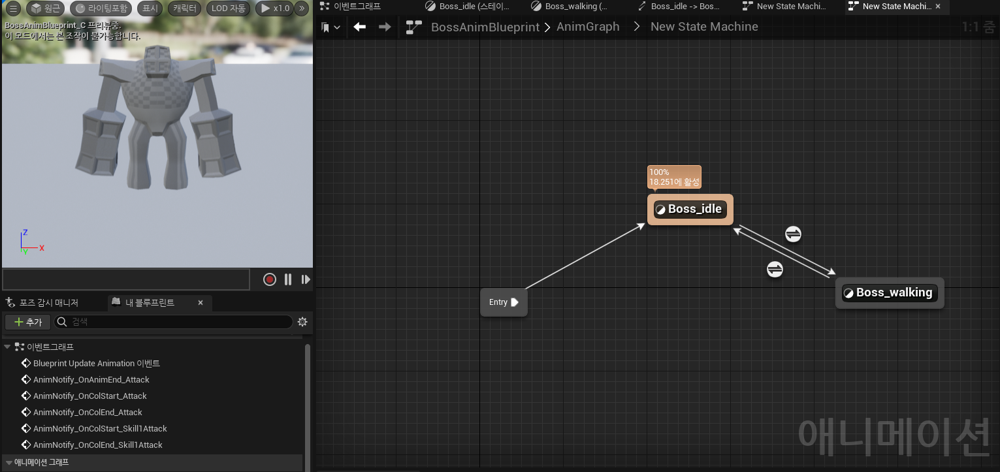 원근
라이팅포함
표시
캐릭터
LOD 자동
x1.0
BossAnimBlueprint_C 프리뷰중.
이 모드에서는 본 조작이 불가능합니다.
Z
X
Y
포즈 감시 매니저
내 블루프린트
추가
검색
이벤트그래프
Blueprint Update Animation 이벤트
AnimNotify_OnAnimEnd_Attack
AnimNotify_OnColStart_Attack
AnimNotify_OnColEnd_Attack
AnimNotify_OnColStart_Skill1Attack
AnimNotify_OnColEnd_Skill1Attack
애니메이션 그래프
이벤트그래프
Boss_idle (스테이...
Boss_walking (...
Boss_idle -> Bos...
New State Machi...
New State Machi...
BossAnimBlueprint
AnimGraph
New State Machine
1:1 줌
100%
18.251에 활성
Boss_idle
Boss_walking
Entry
애니메이션